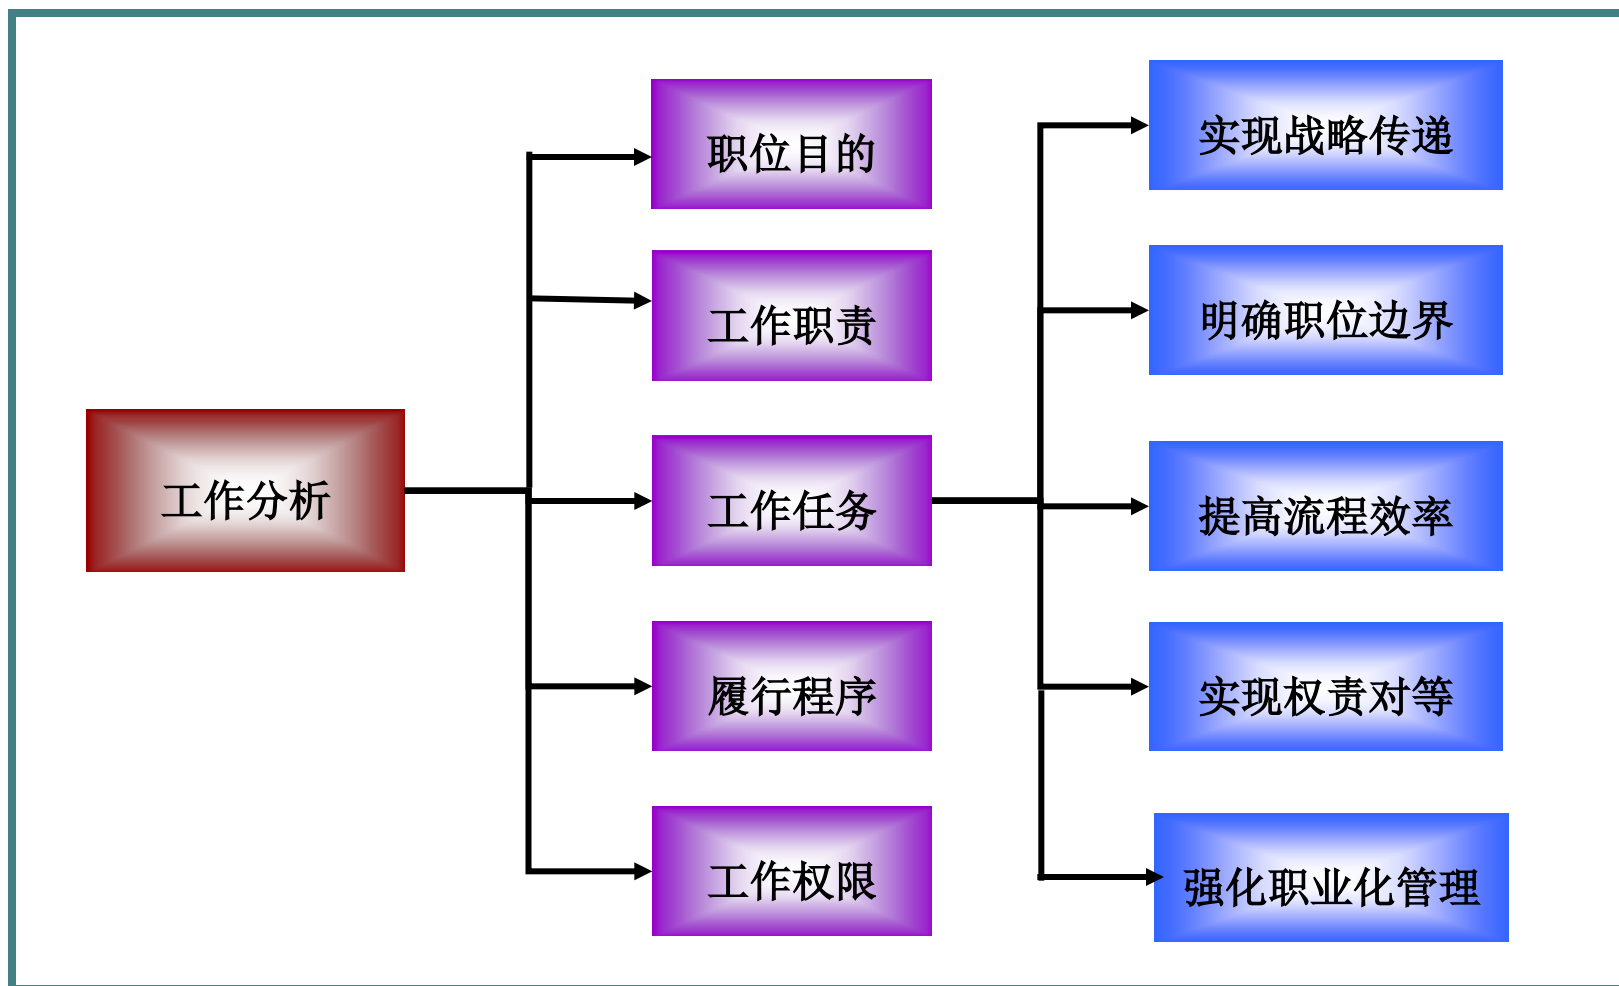 工作分析
职位目的
工作职责
工作任务
履行程序
工作权限
实现战略传递
明确职位边界
提高流程效率
实现权责对等
强化职业化管理